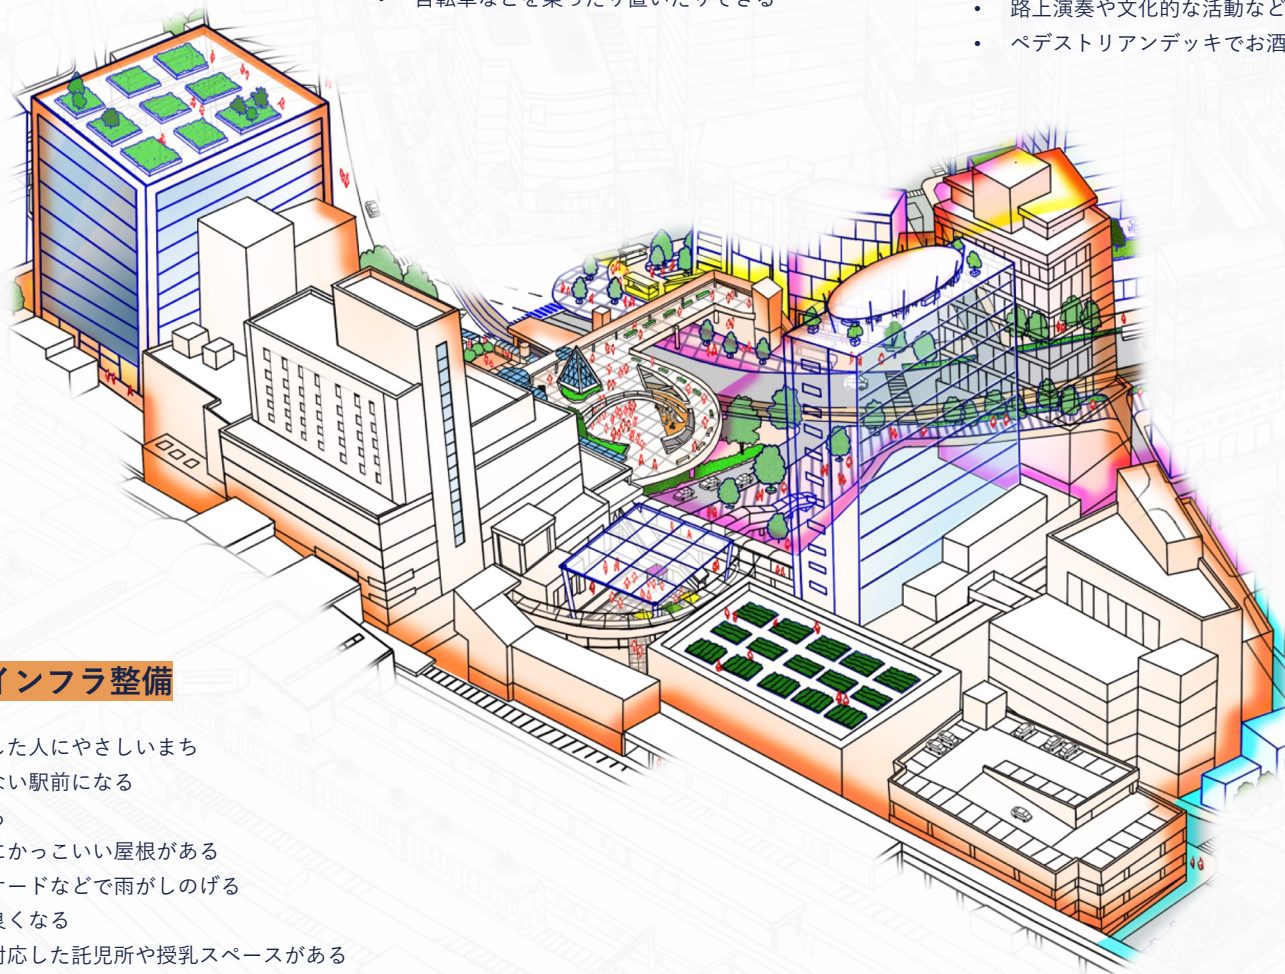 自転車などを乗ったり置いたりできる
路上演奏や文化的な活動など
ペデストリアンデッキでお酒
インフラ整備
した人にやさしいまち
ない駅前になる
る
にかっこいい屋根がある
ケードなどで雨がしのげる
良くなる
対応した託児所や授乳スペースがある